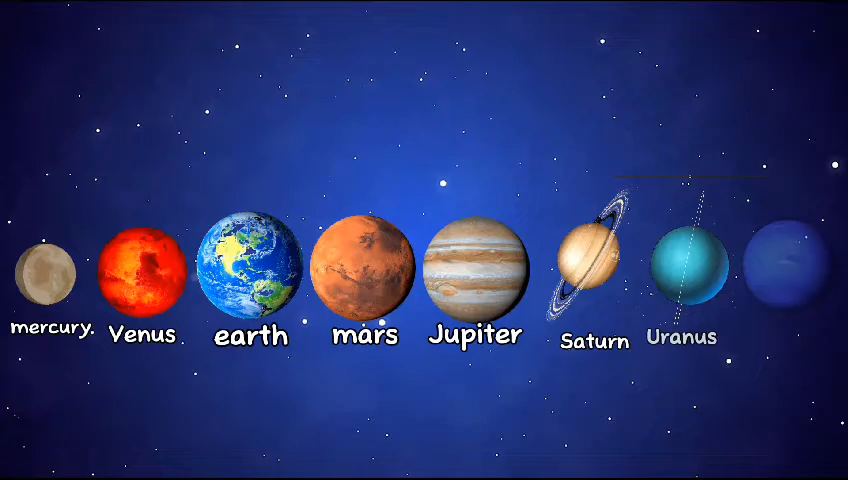 mercury.
Venus
earth
mars
Jupiter
Saturn
Uranus